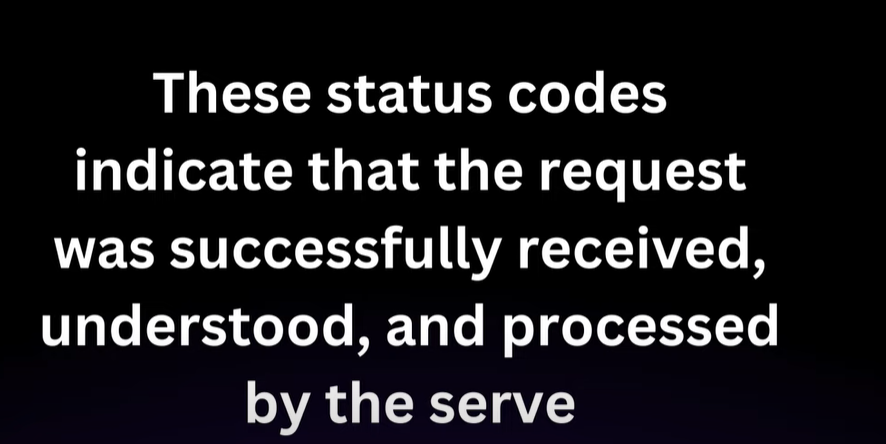 These status codes
indicate that the request
was successfully received,
understood, and processed
by the serve